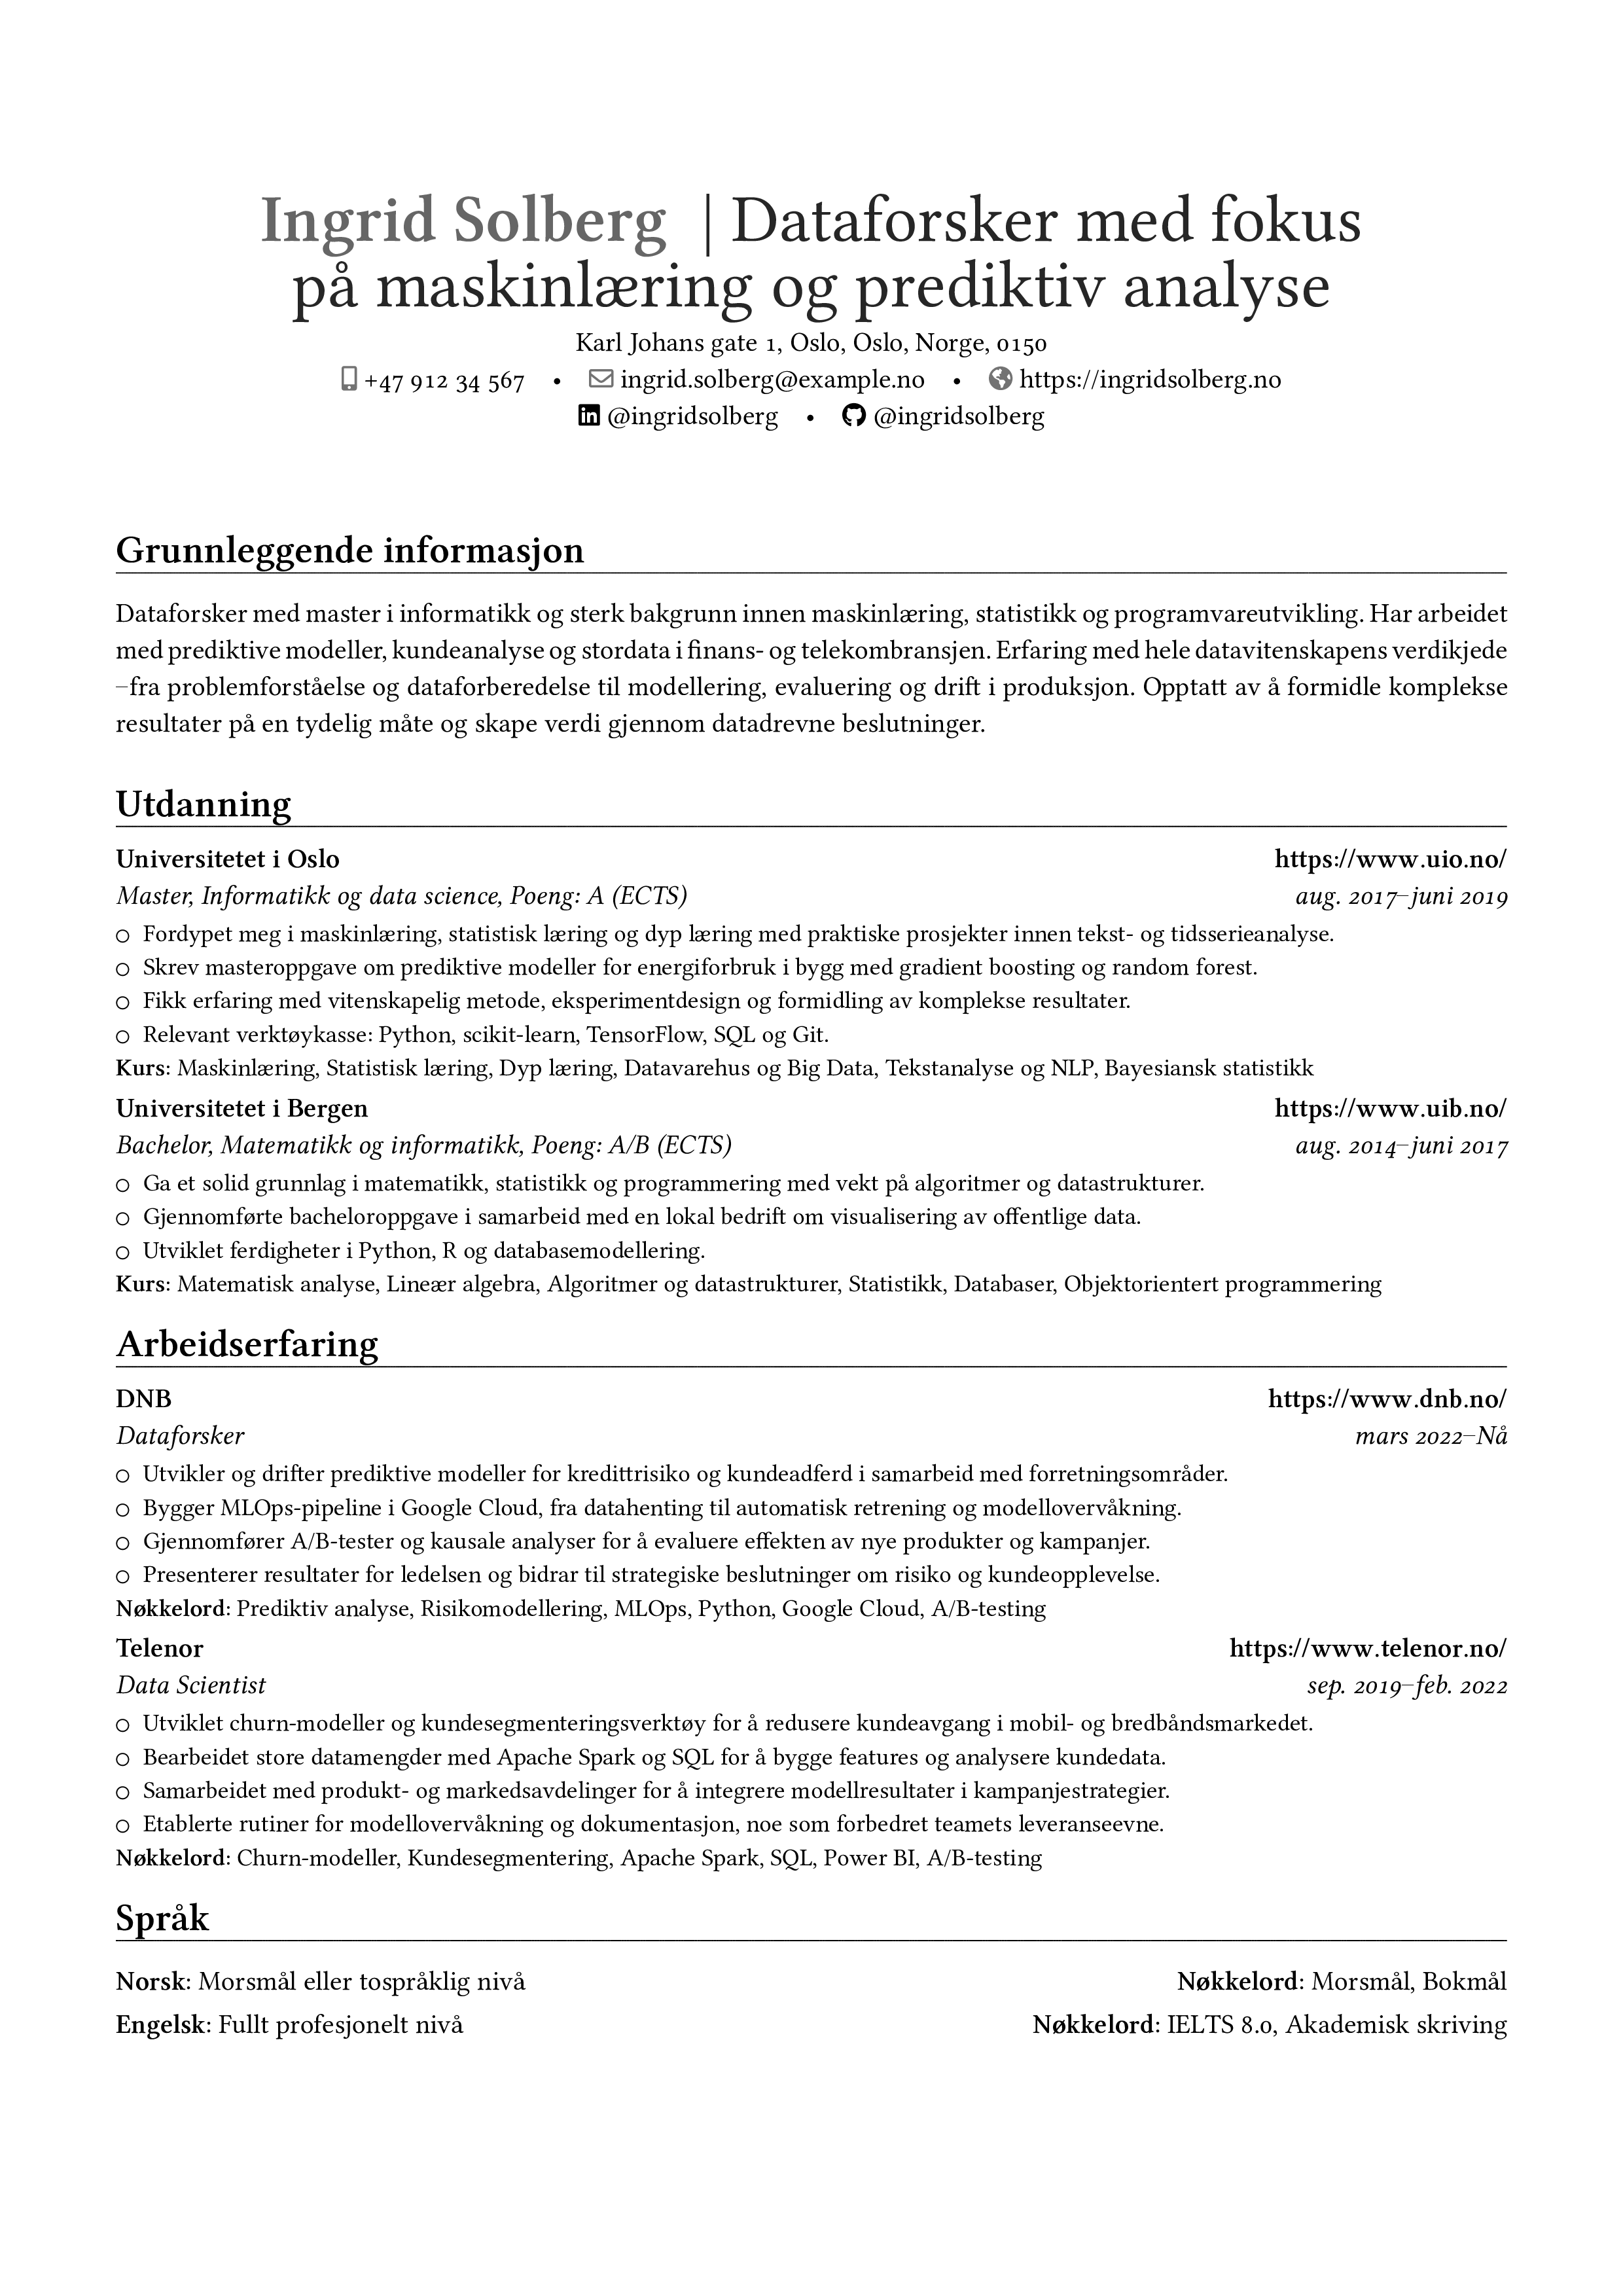 Ingrid Solberg | Dataforsker med fokus
på maskinlæring og prediktiv analyse
Karl Johans gate 1, Oslo, Oslo, Norge, 0150
+47 912 34 567 • ingrid.solberg@example.no • https://ingridsolberg.no
@ingridsolberg • @ingridsolberg
Grunnleggende informasjon
Dataforsker med master i informatikk og sterk bakgrunn innen maskinlæring, statistikk og programvareutvikling. Har arbeidet
med prediktive modeller, kundeanalyse og stordata i finans- og telekombransjen. Erfaring med hele datavitenskapens verdikjede
–fra problemforståelse og dataforberedelse til modellering, evaluering og drift i produksjon. Opptatt av å formidle komplekse
resultater på en tydelig måte og skape verdi gjennom datadrevne beslutninger.
Utdanning
Universitetet i Oslo https://www.uio.no/
Master, Informatikk og data science, Poeng: A (ECTS) aug. 2017–juni 2019
○ Fordypet meg i maskinlæring, statistisk læring og dyp læring med praktiske prosjekter innen tekst- og tidsserieanalyse.
○ Skrev masteroppgave om prediktive modeller for energiforbruk i bygg med gradient boosting og random forest.
○ Fikk erfaring med vitenskapelig metode, eksperimentdesign og formidling av komplekse resultater.
○ Relevant verktøykasse: Python, scikit-learn, TensorFlow, SQL og Git.
Kurs: Maskinlæring, Statistisk læring, Dyp læring, Datavarehus og Big Data, Tekstanalyse og NLP, Bayesiansk statistikk
Universitetet i Bergen https://www.uib.no/
Bachelor, Matematikk og informatikk, Poeng: A/B (ECTS) aug. 2014–juni 2017
○ Ga et solid grunnlag i matematikk, statistikk og programmering med vekt på algoritmer og datastrukturer.
○ Gjennomførte bacheloroppgave i samarbeid med en lokal bedrift om visualisering av offentlige data.
○ Utviklet ferdigheter i Python, R og databasemodellering.
Kurs: Matematisk analyse, Lineær algebra, Algoritmer og datastrukturer, Statistikk, Databaser, Objektorientert programmering
Arbeidserfaring
DNB https://www.dnb.no/
Dataforsker mars 2022–Nå
○ Utvikler og drifter prediktive modeller for kredittrisiko og kundeadferd i samarbeid med forretningsområder.
○ Bygger MLOps-pipeline i Google Cloud, fra datahenting til automatisk retrening og modellovervåkning.
○ Gjennomfører A/B-tester og kausale analyser for å evaluere effekten av nye produkter og kampanjer.
○ Presenterer resultater for ledelsen og bidrar til strategiske beslutninger om risiko og kundeopplevelse.
Nøkkelord: Prediktiv analyse, Risikomodellering, MLOps, Python, Google Cloud, A/B-testing
Telenor https://www.telenor.no/
Data Scientist sep. 2019–feb. 2022
○ Utviklet churn-modeller og kundesegmenteringsverktøy for å redusere kundeavgang i mobil- og bredbåndsmarkedet.
○ Bearbeidet store datamengder med Apache Spark og SQL for å bygge features og analysere kundedata.
○ Samarbeidet med produkt- og markedsavdelinger for å integrere modellresultater i kampanjestrategier.
○ Etablerte rutiner for modellovervåkning og dokumentasjon, noe som forbedret teamets leveranseevne.
Nøkkelord: Churn-modeller, Kundesegmentering, Apache Spark, SQL, Power BI, A/B-testing
Språk
Norsk: Morsmål eller tospråklig nivå Nøkkelord: Morsmål, Bokmål
Engelsk: Fullt profesjonelt nivå Nøkkelord: IELTS 8.0, Akademisk skriving